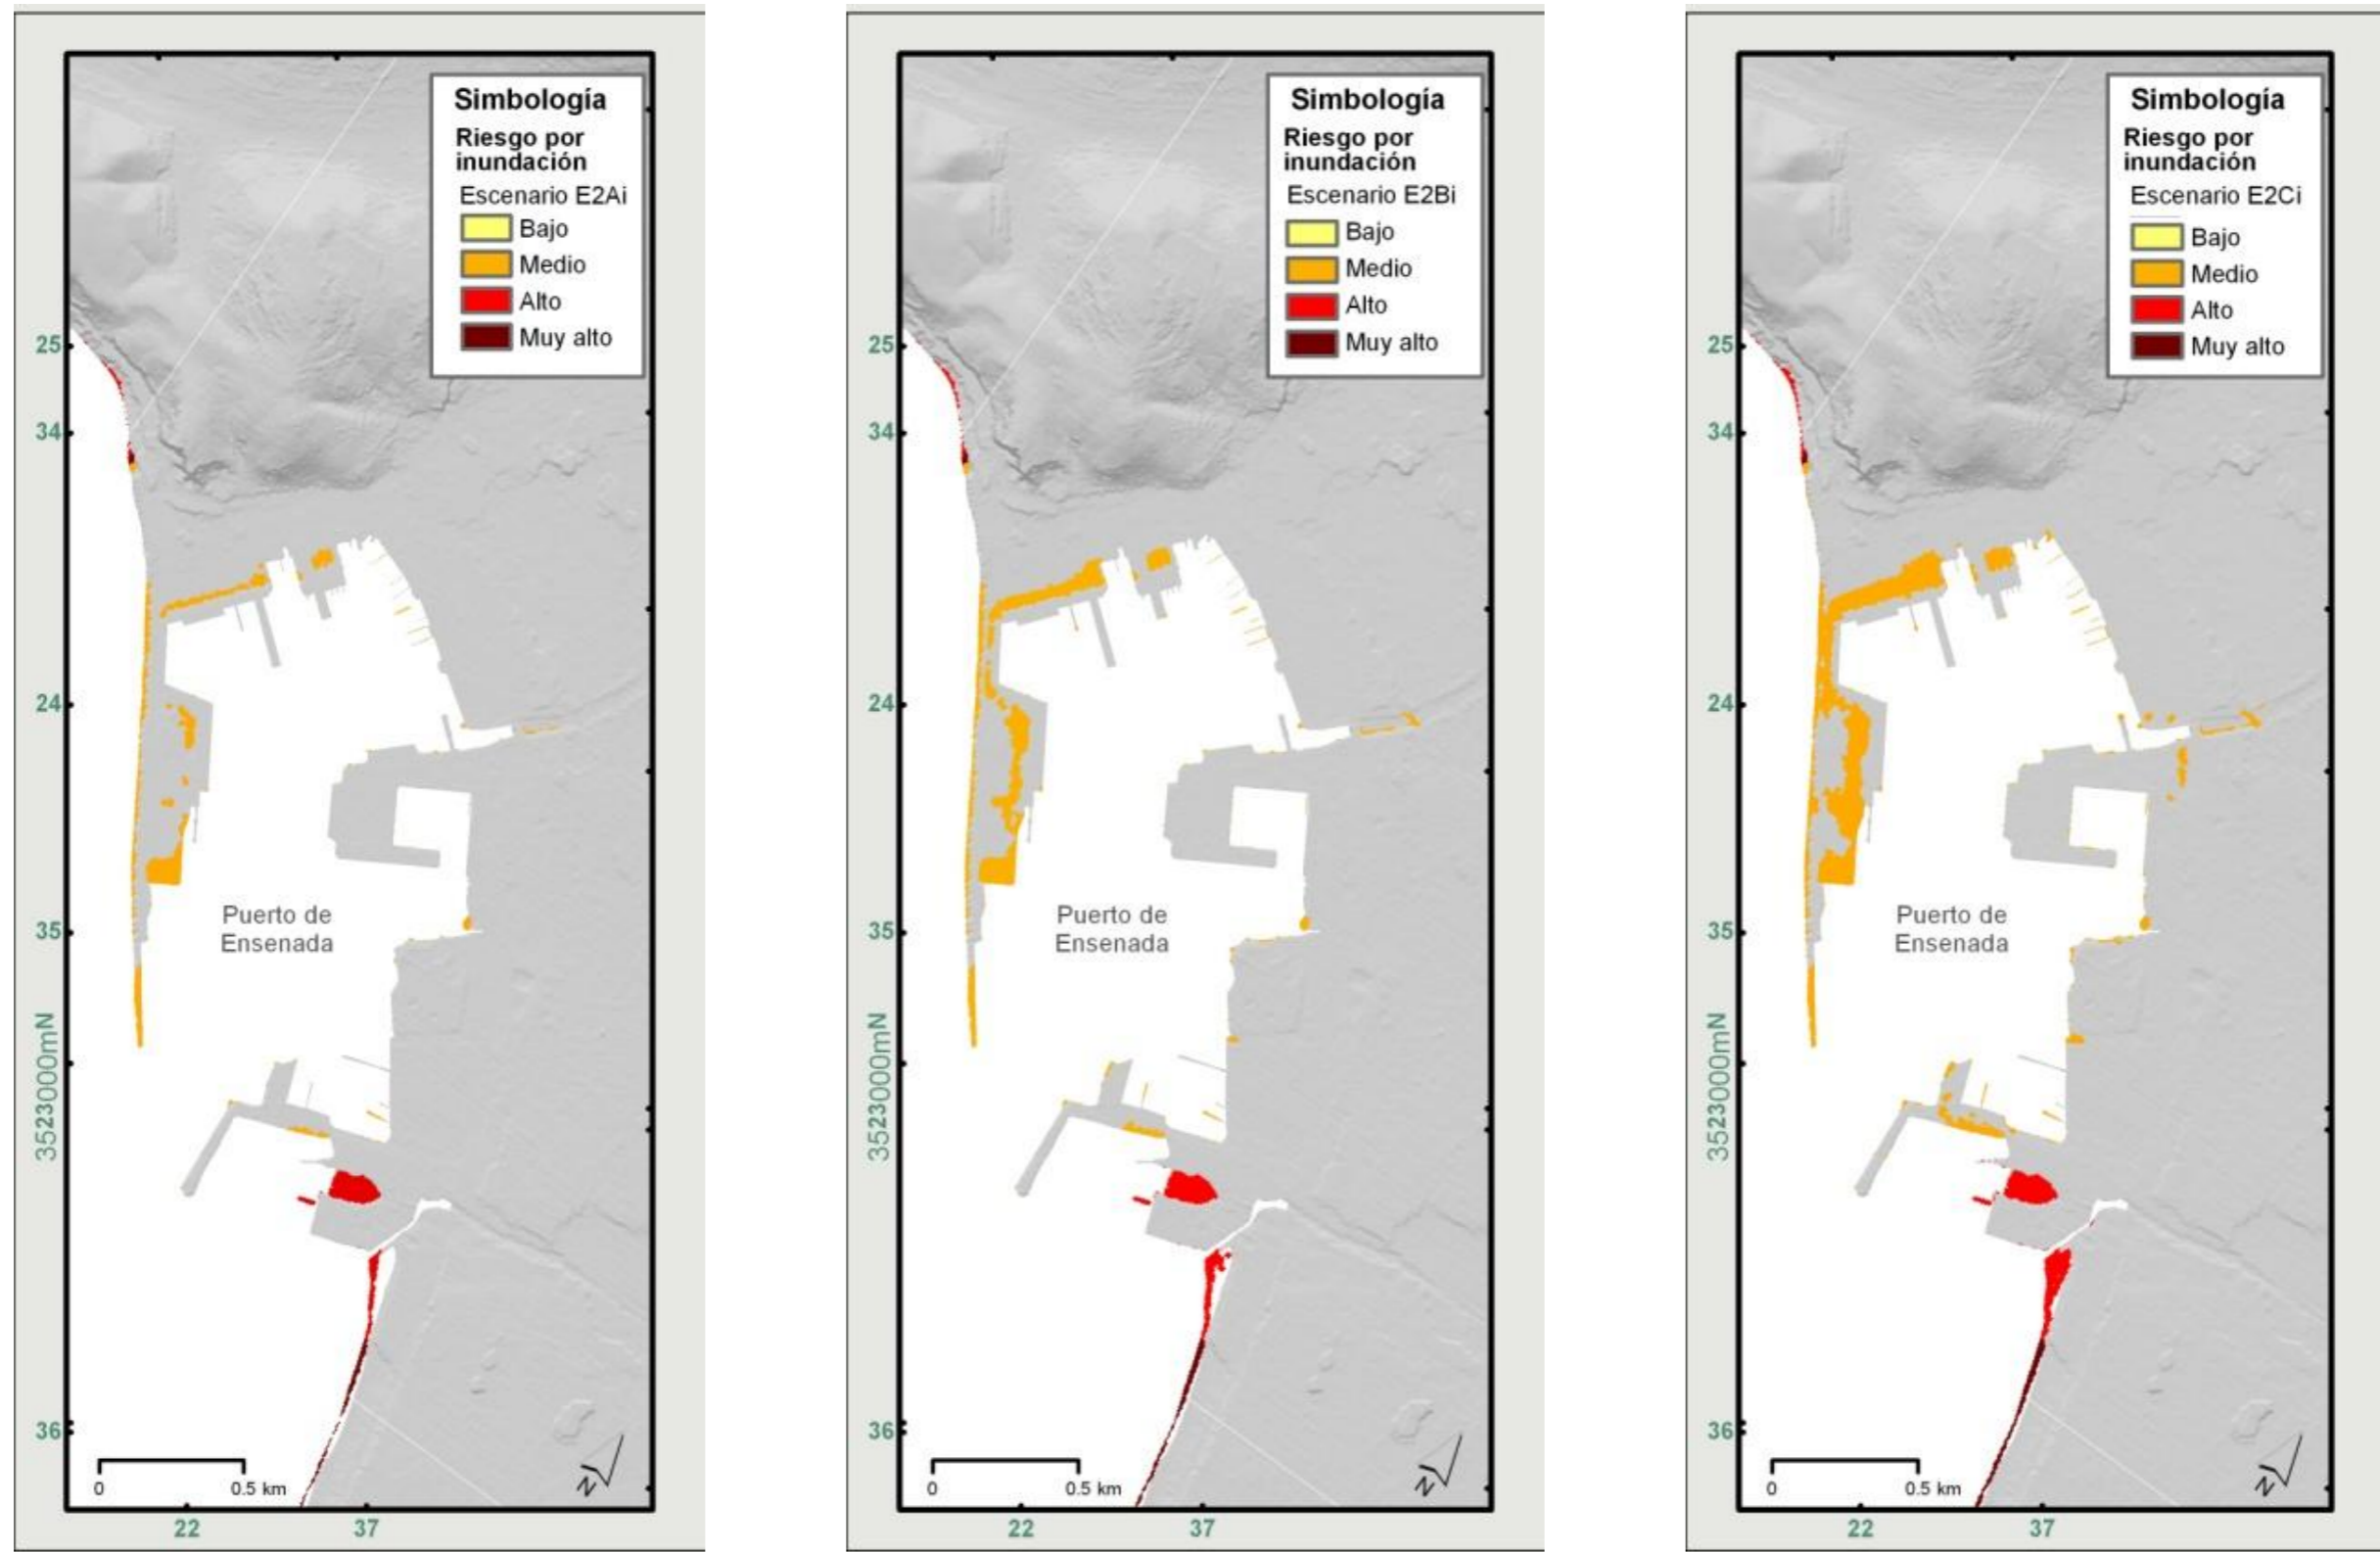 Simbología
Riesgo por
inundación
Escenario E2Ai
Bajo
Medio
Alto
Muy alto
25
34
24
35
3523000mN
36
Puerto de
Ensenada
0
0.5 km
N
22
37
Simbología
Riesgo por
inundación
Escenario E2Bi
Bajo
Medio
Alto
Muy alto
25
34
24
35
3523000mN
36
Puerto de
Ensenada
0
0.5 km
N
22
37
Simbología
Riesgo por
inundación
Escenario E2Ci
Bajo
Medio
Alto
Muy alto
25
34
24
35
3523000mN
36
Puerto de
Ensenada
0
0.5 km
N
22
37